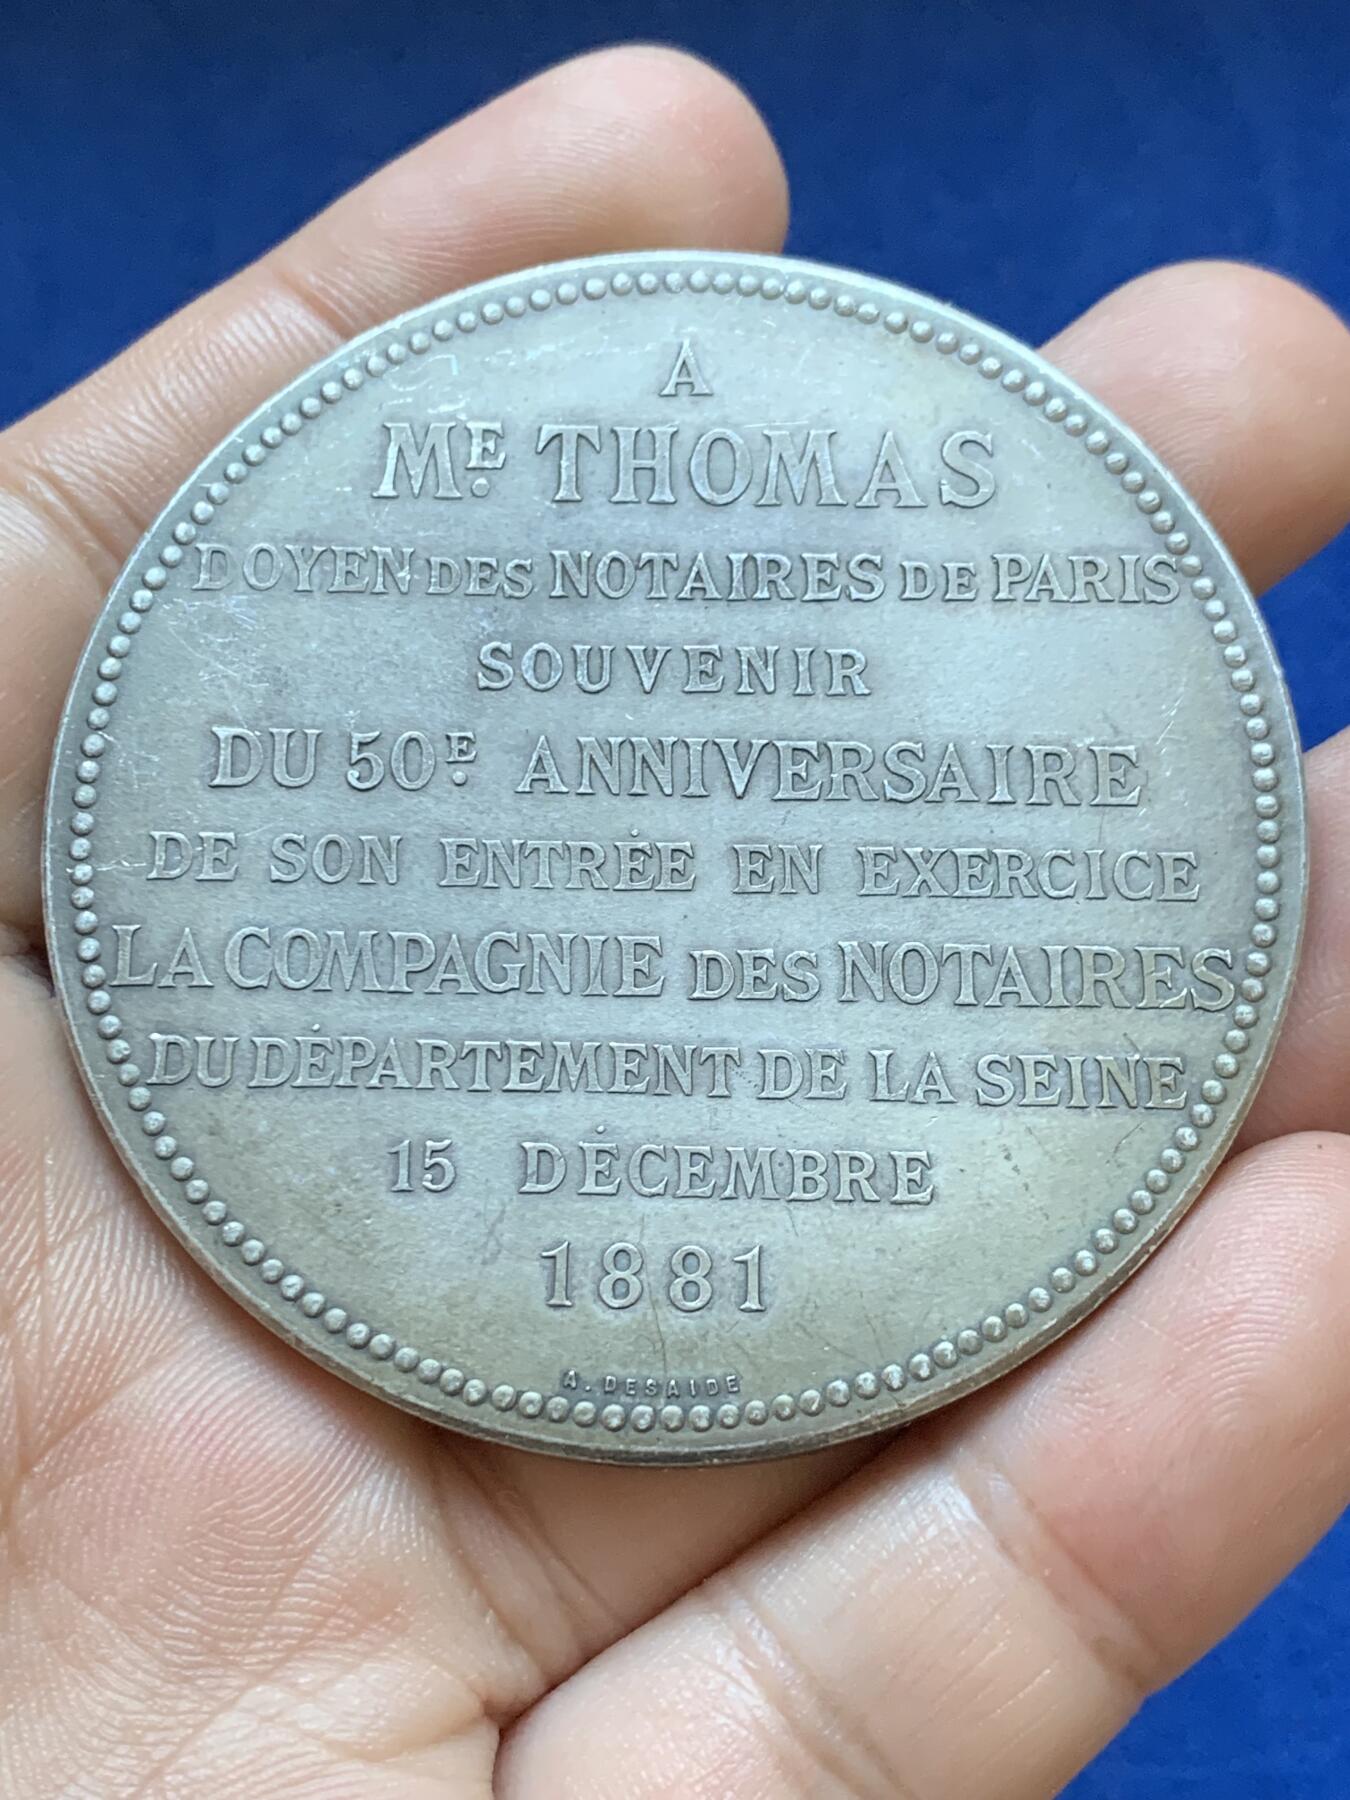 A
ME. THOMAS
DOYEN DES NOTAIRES DE PARIS
SOUVENIR
DU 50E. ANNIVERSAIRE
DE SON ENTRÉE EN EXERCICE
LA COMPAGNIE DES NOTAIRES
DU DÉPARTEMENT DE LA SEINE
15 DÉCEMBRE
1881
A. DESAIDE